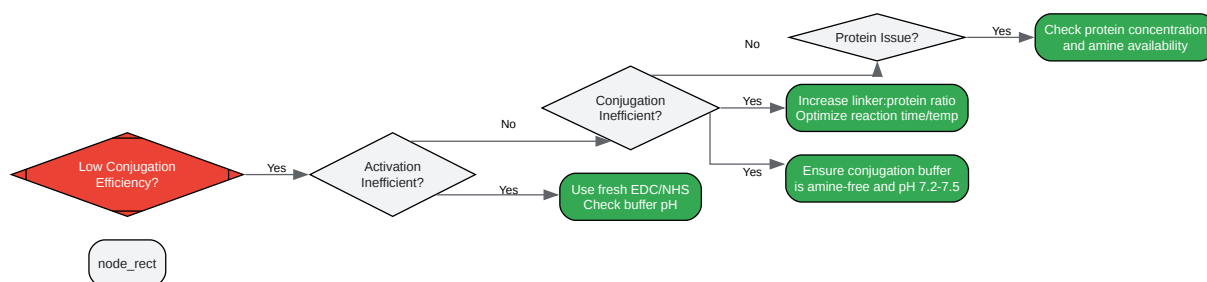 Low Conjugation
Efficiency?
Yes
Activation
Inefficient?
No
Yes
Use fresh EDC/NHS
Check buffer pH
Conjugation
Inefficient?
No
Yes
Increase linker:protein ratio
Optimize reaction time/temp
Yes
Ensure conjugation buffer
is amine-free and pH 7.2-7.5
Protein Issue?
Yes
Check protein concentration
and amine availability
node_rect